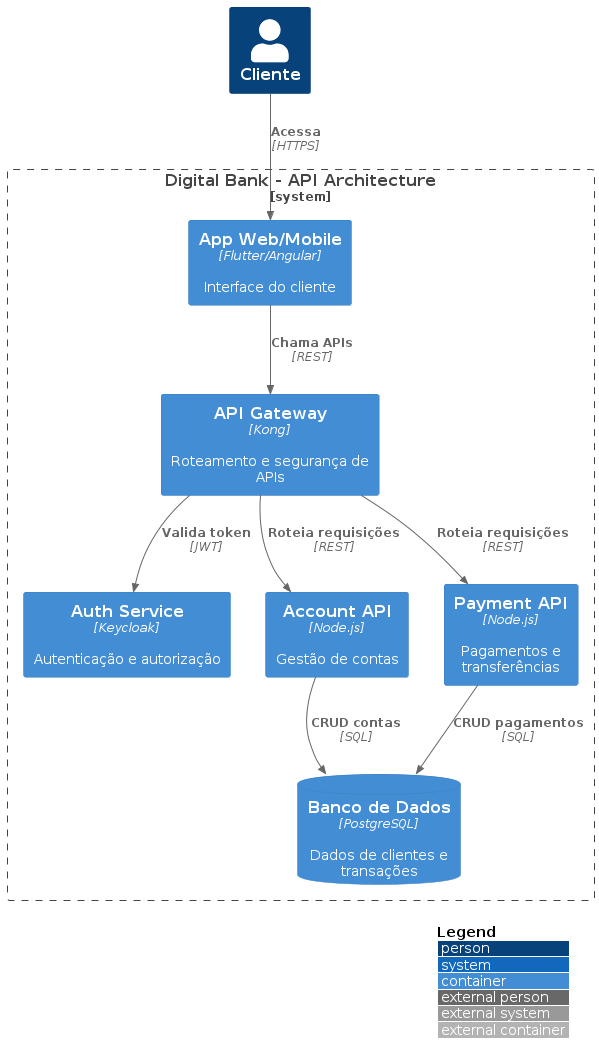 Cliente
Acessa
[HTTPS]
Digital Bank - API Architecture
[system]
App Web/Mobile
[Flutter/Angular]
Interface do cliente
Chama APIs
[REST]
API Gateway
[Kong]
Roteamento e segurança de
APIs
Valida token
[JWT]
Roteia requisições
[REST]
Roteia requisições
[REST]
Auth Service
[Keycloak]
Autenticação e autorização
Account API
[Node.js]
Gestão de contas
Payment API
[Node.js]
Pagamentos e
transferências
CRUD contas
[SQL]
CRUD pagamentos
[SQL]
Banco de Dados
[PostgreSQL]
Dados de clientes e
transações
Legend
person
system
container
external person
external system
external container